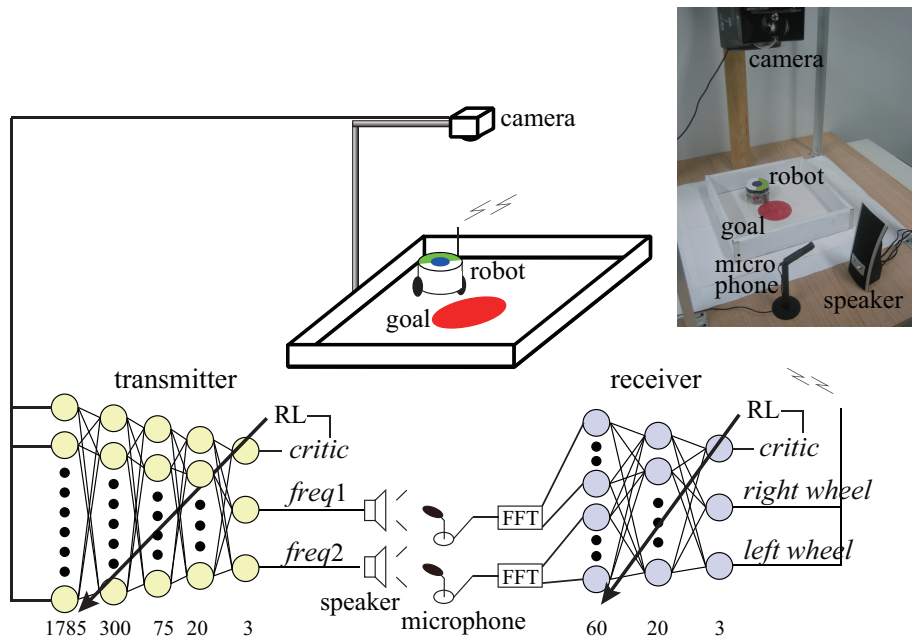 camera
robot
goal
camera
robot
goal
micro
phone
speaker
transmitter
receiver
RL
critic
freq1
freq2
speaker
microphone
FFT
FFT
RL
critic
right wheel
left wheel
1785 300 75 20 3
60 20 3